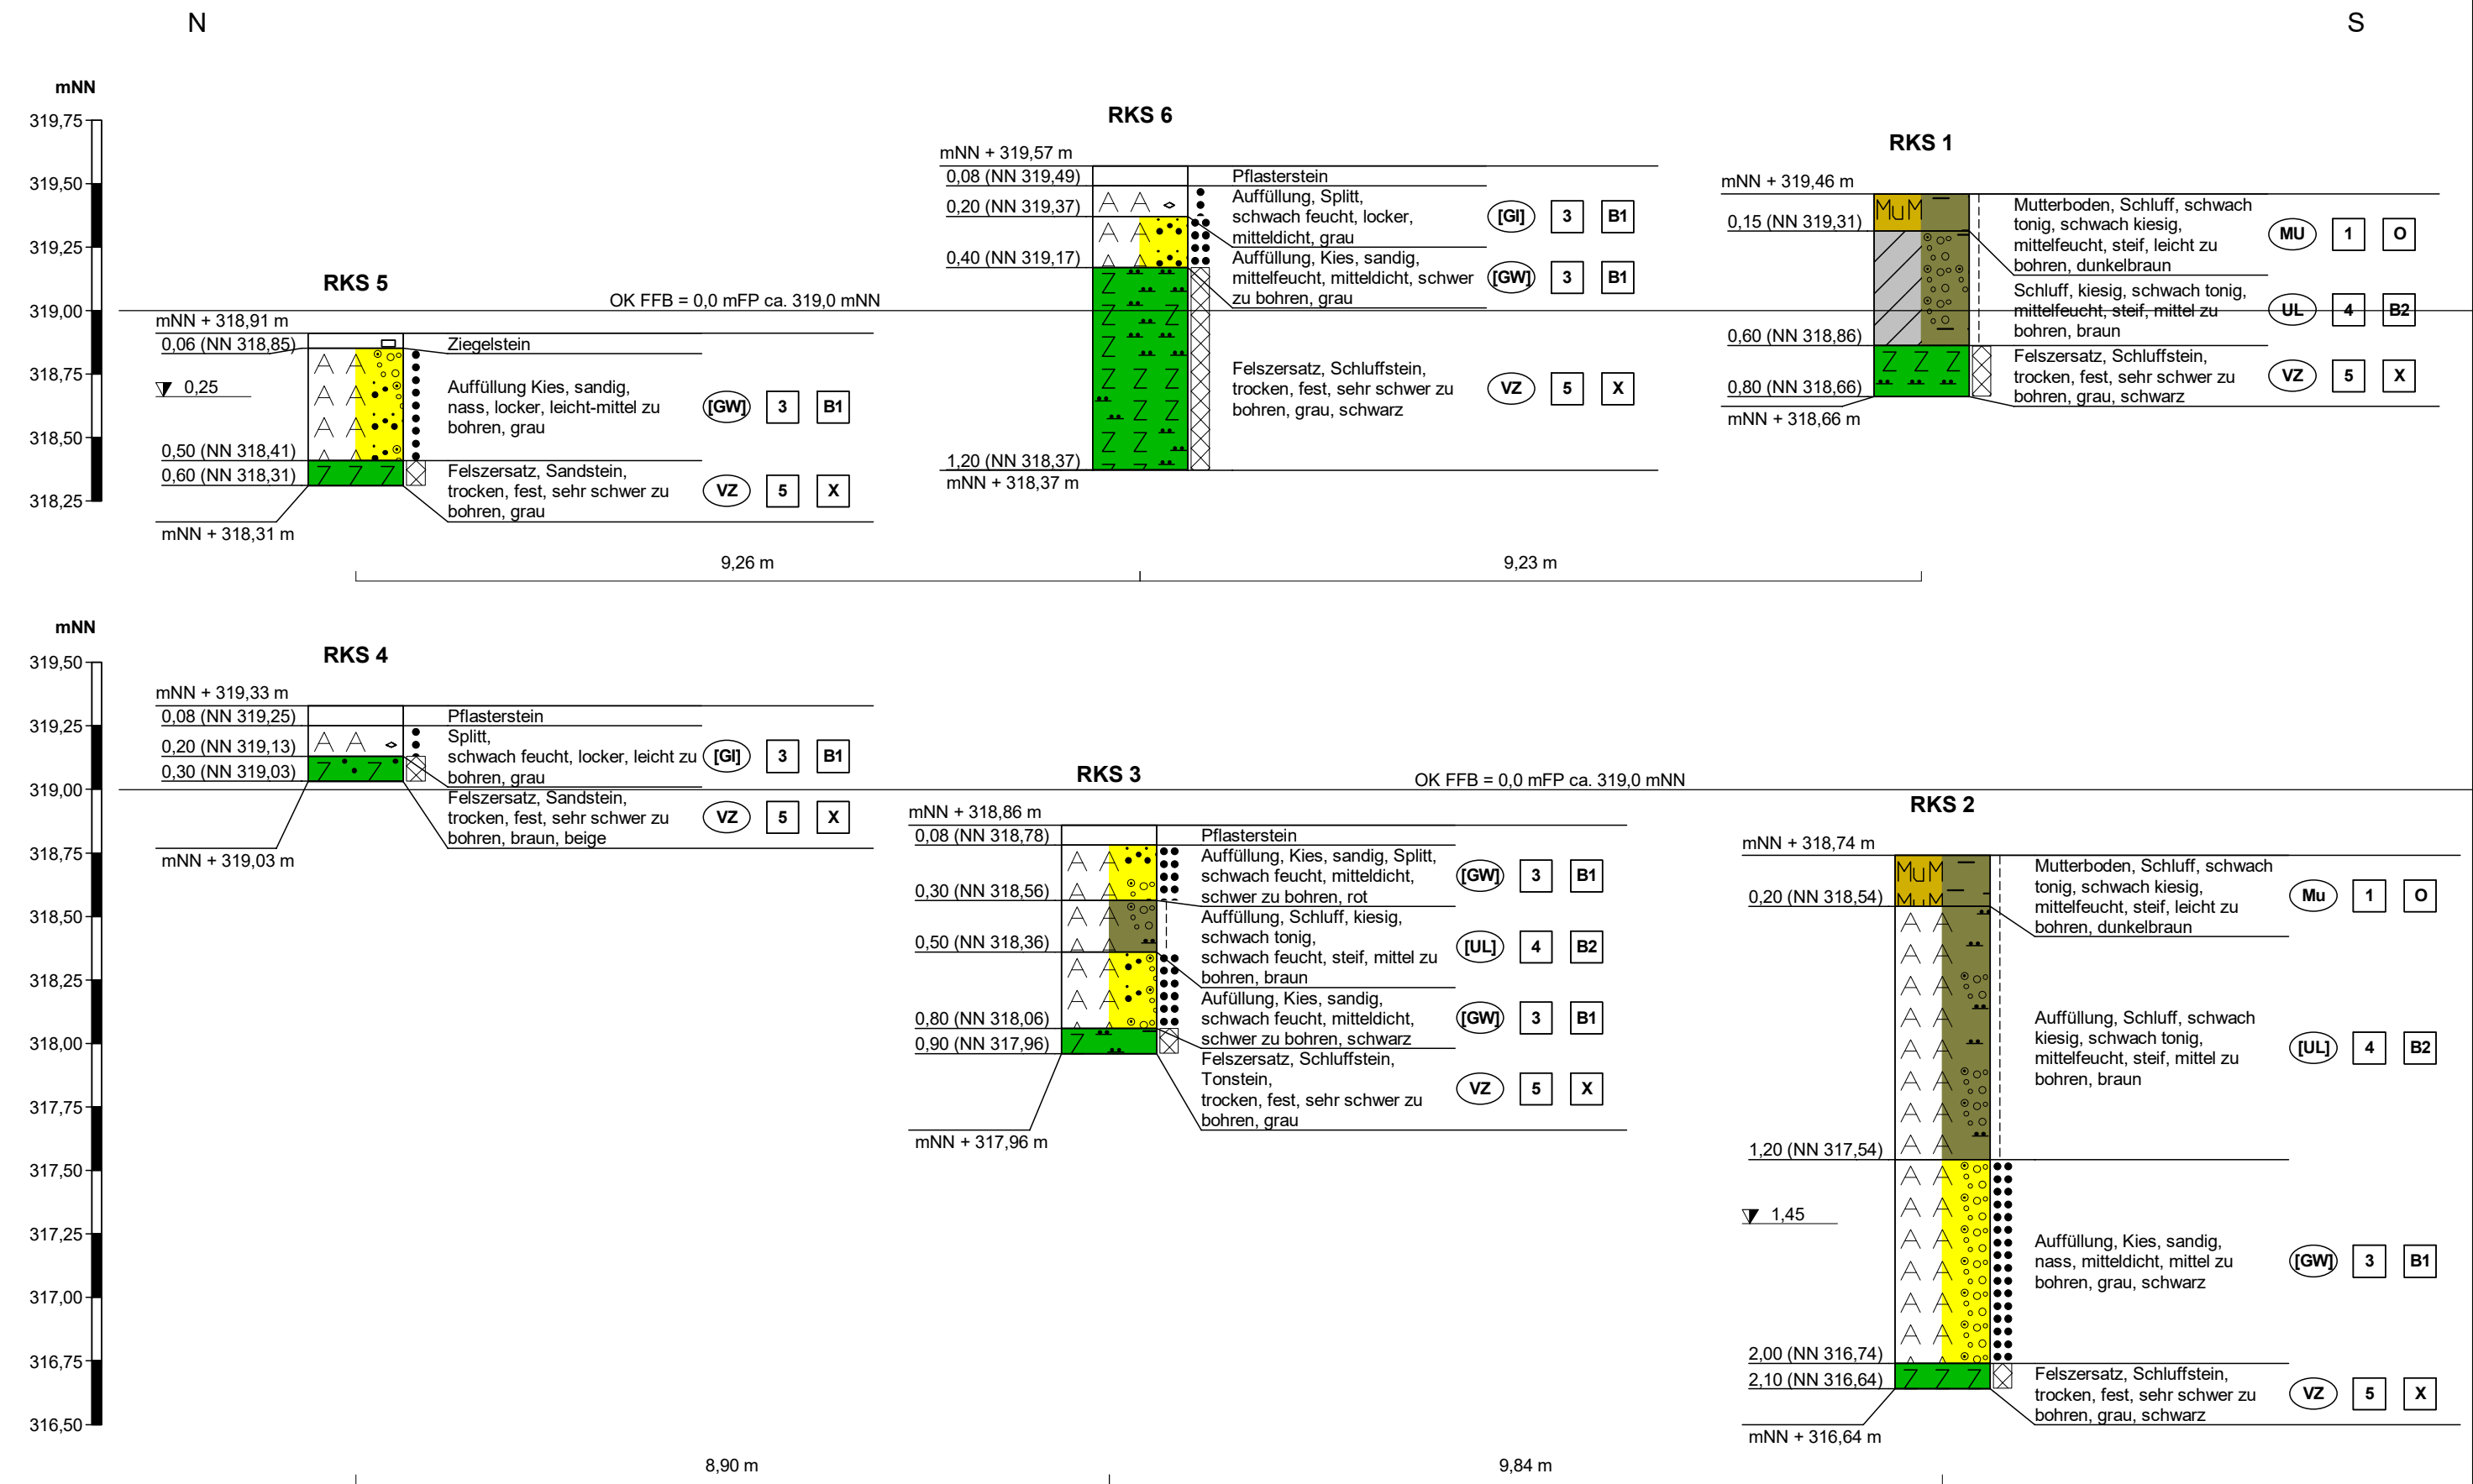 N
S
mNN
319,75
319,50
319,25
319,00
318,75
318,50
318,25
OK FFB = 0,0 mFP ca. 319,0 mNN
RKS 5
mNN + 318,91 m
0,06 (NN 318,85)
Ziegelstein
0,25
Auffüllung Kies, sandig,
nass, locker, leicht-mittel zu
bohren, grau
[GW] 3 B1
0,50 (NN 318,41)
0,60 (NN 318,31)
Felszersatz, Sandstein,
trocken, fest, sehr schwer zu
bohren, grau
VZ 5 X
mNN + 318,31 m
RKS 6
mNN + 319,57 m
0,08 (NN 319,49)
Pflasterstein
0,20 (NN 319,37)
Auffüllung, Splitt,
schwach feucht, locker,
mitteldicht, grau
[GI] 3 B1
0,40 (NN 319,17)
Auffüllung, Kies, sandig,
mittelfeucht, mitteldicht, schwer
zu bohren, grau
[GW] 3 B1
Felszersatz, Schluffstein,
trocken, fest, sehr schwer zu
bohren, grau, schwarz
VZ 5 X
1,20 (NN 318,37)
mNN + 318,37 m
RKS 1
mNN + 319,46 m
MuM
0,15 (NN 319,31)
Mutterboden, Schluff, schwach
tonig, schwach kiesig,
mittelfeucht, steif, leicht zu
bohren, dunkelbraun
MU 1 O
Schluff, kiesig, schwach tonig,
mittelfeucht, steif, mittel zu
bohren, braun
UL 4 B2
0,60 (NN 318,86)
Felszersatz, Schluffstein,
trocken, fest, sehr schwer zu
bohren, grau, schwarz
VZ 5 X
0,80 (NN 318,66)
mNN + 318,66 m
9,26 m
9,23 m
mNN
319,50
319,25
319,00
318,75
318,50
318,25
318,00
317,75
317,50
317,25
317,00
316,75
316,50
OK FFB = 0,0 mFP ca. 319,0 mNN
RKS 4
mNN + 319,33 m
0,08 (NN 319,25)
Pflasterstein
0,20 (NN 319,13)
Splitt,
schwach feucht, locker, leicht zu
bohren, grau
[GI] 3 B1
0,30 (NN 319,03)
Felszersatz, Sandstein,
trocken, fest, sehr schwer zu
bohren, braun, beige
VZ 5 X
mNN + 319,03 m
RKS 3
mNN + 318,86 m
0,08 (NN 318,78)
Pflasterstein
Auffüllung, Kies, sandig, Splitt,
schwach feucht, mitteldicht,
schwer zu bohren, rot
[GW] 3 B1
0,30 (NN 318,56)
Auffüllung, Schluff, kiesig,
schwach tonig,
schwach feucht, steif, mittel zu
bohren, braun
[UL] 4 B2
0,50 (NN 318,36)
Aufüllung, Kies, sandig,
schwach feucht, mitteldicht,
schwer zu bohren, schwarz
[GW] 3 B1
0,80 (NN 318,06)
0,90 (NN 317,96)
Felszersatz, Schluffstein,
Tonstein,
trocken, fest, sehr schwer zu
bohren, grau
VZ 5 X
mNN + 317,96 m
RKS 2
mNN + 318,74 m
MuM
MuM
0,20 (NN 318,54)
Mutterboden, Schluff, schwach
tonig, schwach kiesig,
mittelfeucht, steif, leicht zu
bohren, dunkelbraun
Mu 1 O
Auffüllung, Schluff, schwach
kiesig, schwach tonig,
mittelfeucht, steif, mittel zu
bohren, braun
[UL] 4 B2
1,20 (NN 317,54)
1,45
Auffüllung, Kies, sandig,
nass, mitteldicht, mittel zu
bohren, grau, schwarz
[GW] 3 B1
2,00 (NN 316,74)
2,10 (NN 316,64)
Felszersatz, Schluffstein,
trocken, fest, sehr schwer zu
bohren, grau, schwarz
VZ 5 X
mNN + 316,64 m
8,90 m
9,84 m